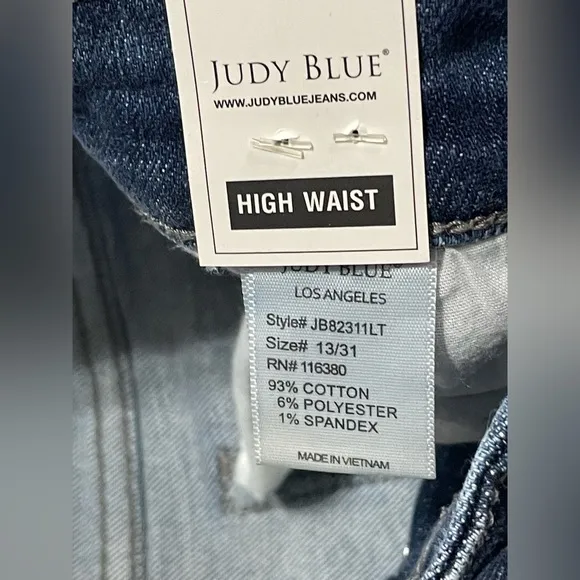 JUDY BLUE®
WWW.JUDYBLUEJEANS.COM
HIGH WAIST
JUDY BLUE®
LOS ANGELES
Style# JB82311LT
Size# 13/31
RN# 116380
93% COTTON
6% POLYESTER
1% SPANDEX
MADE IN VIETNAM